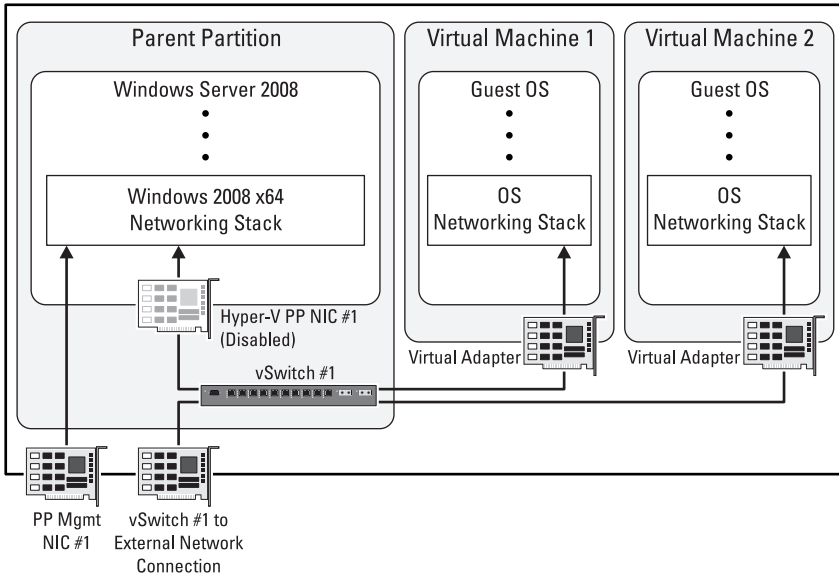 Parent Partition
Windows Server 2008
Windows 2008 x64
Networking Stack
Hyper-V PP NIC #1
(Disabled)
vSwitch #1
Virtual Machine 1
Guest OS
OS
Networking Stack
Virtual Adapter
Virtual Machine 2
Guest OS
OS
Networking Stack
Virtual Adapter
PP Mgmt
NIC #1
vSwitch #1 to
External Network
Connection